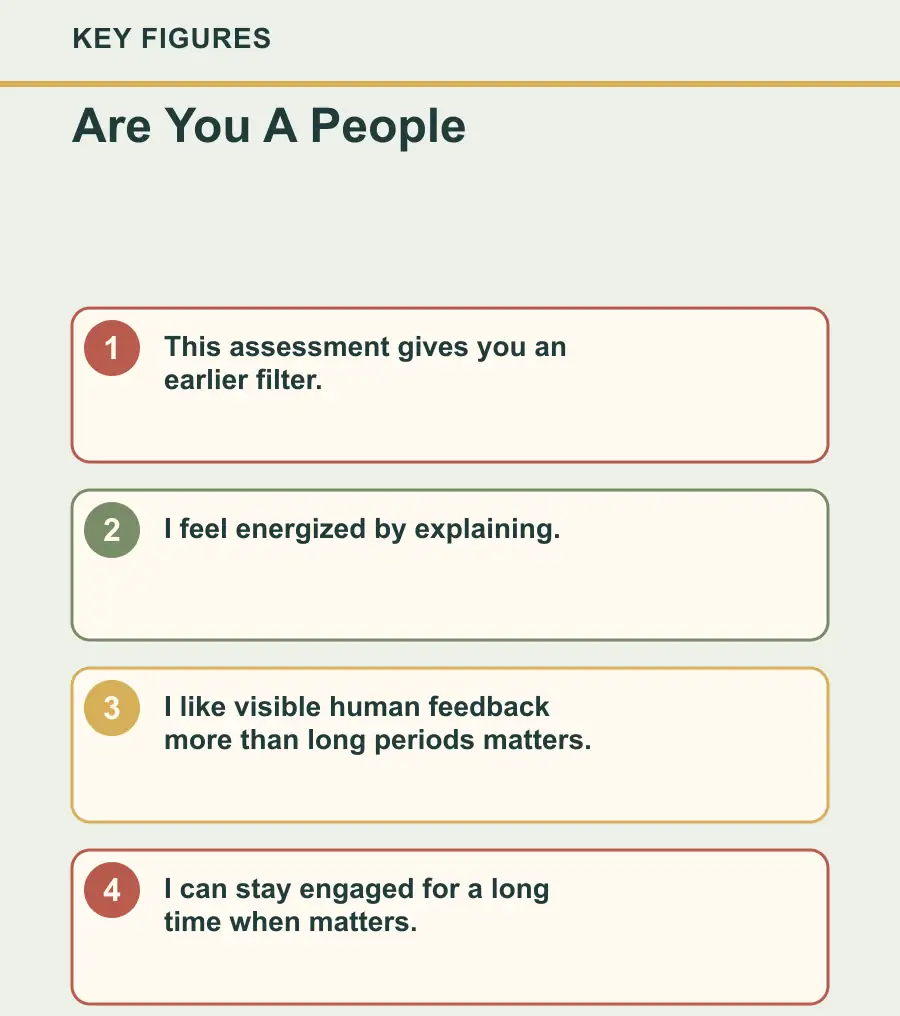 KEY FIGURES
Are You A People
1
This assessment gives you an
earlier filter.
2
I feel energized by explaining.
3
I like visible human feedback
more than long periods matters.
4
I can stay engaged for a long
time when matters.